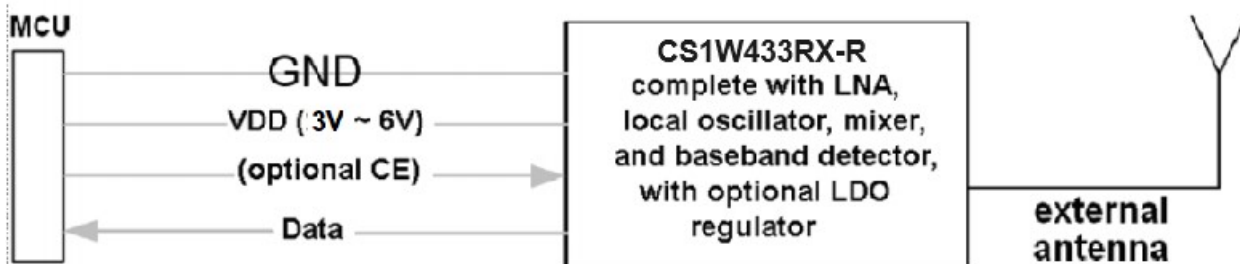 MCU
GND
VDD (3V ~ 6V)
(optional CE)
Data
CS1W433RX-R
complete with LNA,
local oscillator, mixer,
and baseband detector,
with optional LDO
regulator
external
antenna